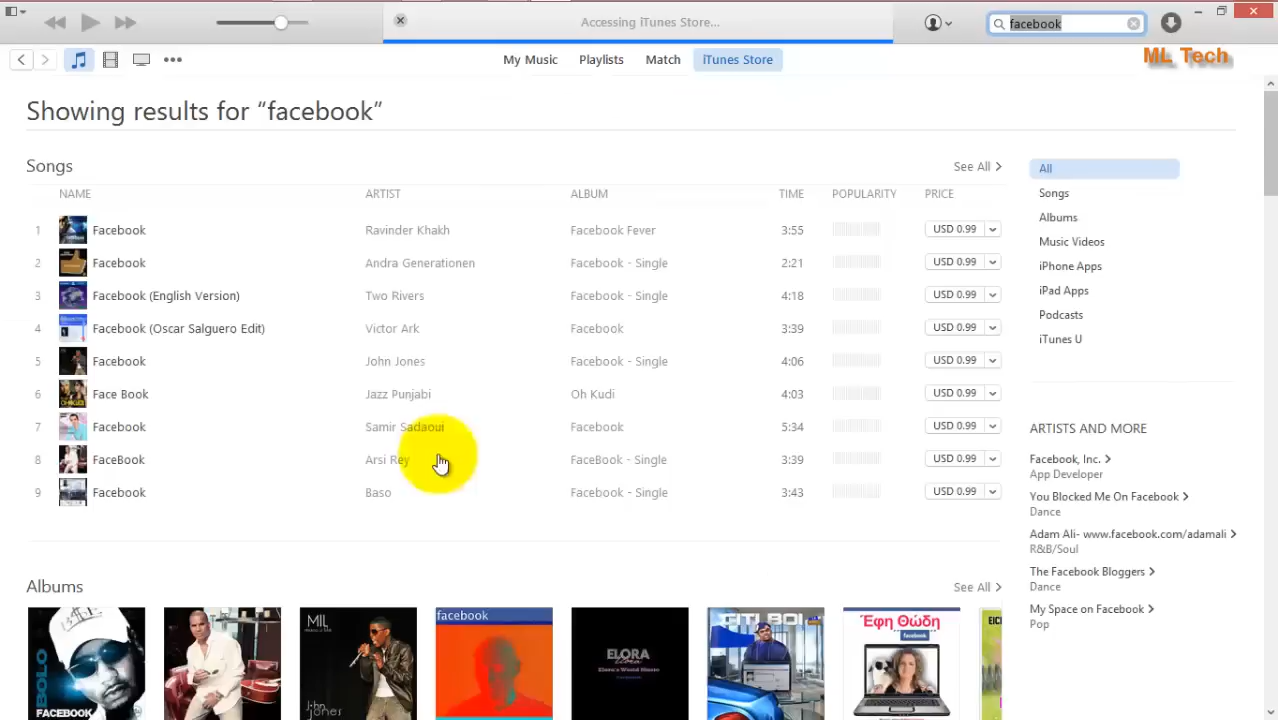 Accessing iTunes Store...
facebook
ML Tech
My Music Playlists Match iTunes Store
Showing results for “facebook”
Songs See All
NAME ARTIST ALBUM TIME POPULARITY PRICE
1 Facebook Ravinder Khakh Facebook Fever 3:55 USD 0.99
2 Facebook Andra Generationen Facebook - Single 2:21 USD 0.99
3 Facebook (English Version) Two Rivers Facebook - Single 4:18 USD 0.99
4 Facebook (Oscar Salguero Edit) Victor Ark Facebook 3:39 USD 0.99
5 Facebook John Jones Facebook - Single 4:06 USD 0.99
6 Face Book Jazz Punjabi Oh Kudi 4:03 USD 0.99
7 Facebook Samir Sadaoui Facebook 5:34 USD 0.99
8 FaceBook Arsi Rey FaceBook - Single 3:39 USD 0.99
9 Facebook Baso Facebook - Single 3:43 USD 0.99
All
Songs
Albums
Music Videos
iPhone Apps
iPad Apps
Podcasts
iTunes U
ARTISTS AND MORE
Facebook, Inc.
App Developer
You Blocked Me On Facebook
Dance
Adam Ali- www.facebook.com/adamali
R&B/Soul
The Facebook Bloggers
Dance
My Space on Facebook
Pop
Albums See All
BOLO
FACEBOOK
MIL
John Jones
facebook
ELORA
Έφη Θώδη
facebook